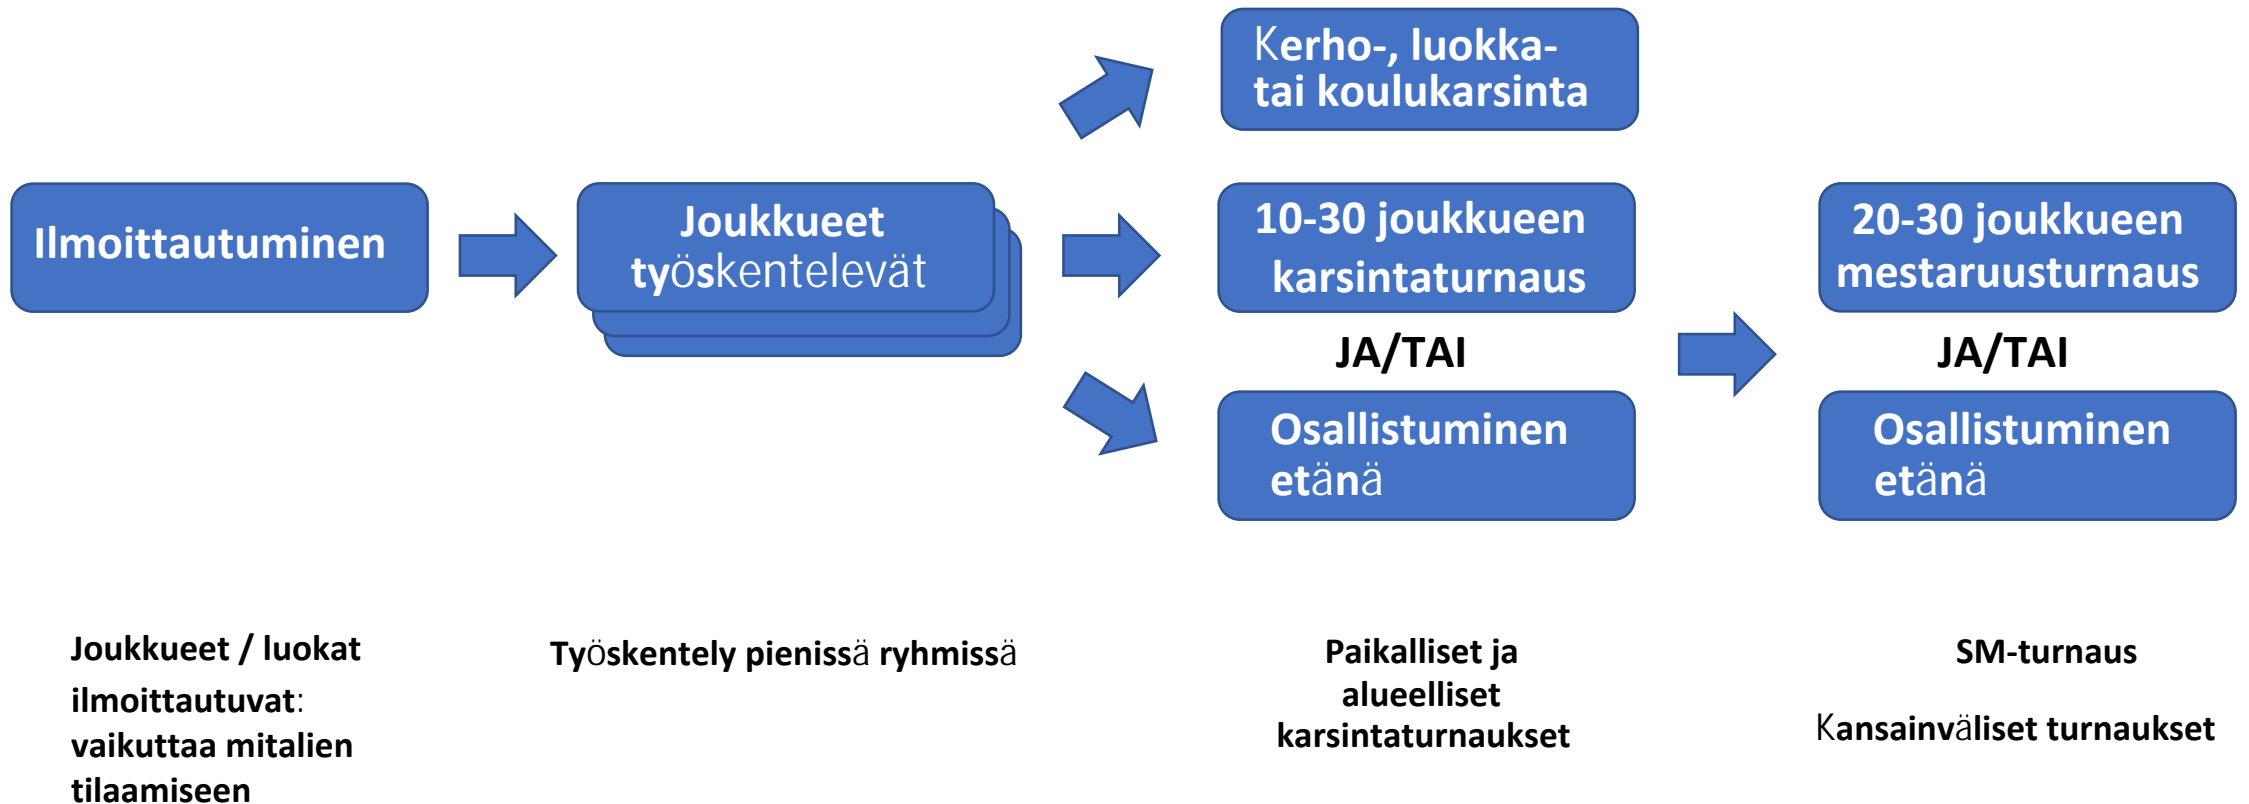 Kerho-, luokka-
tai koulukarsinta
Ilmoittautuminen
Joukkueet
työskentelevät
10-30 joukkueen
karsintaturnaus
20-30 joukkueen
mestaruusturnaus
JA/TAI
JA/TAI
Osallistuminen
etänä
Osallistuminen
etänä
Joukkueet / luokat
ilmoittautuvat:
vaikuttaa mitalien
tilaamiseen
Työskentely pienissä ryhmissä
Paikalliset ja
alueelliset
karsintaturnaukset
SM-turnaus
Kansainväliset turnaukset